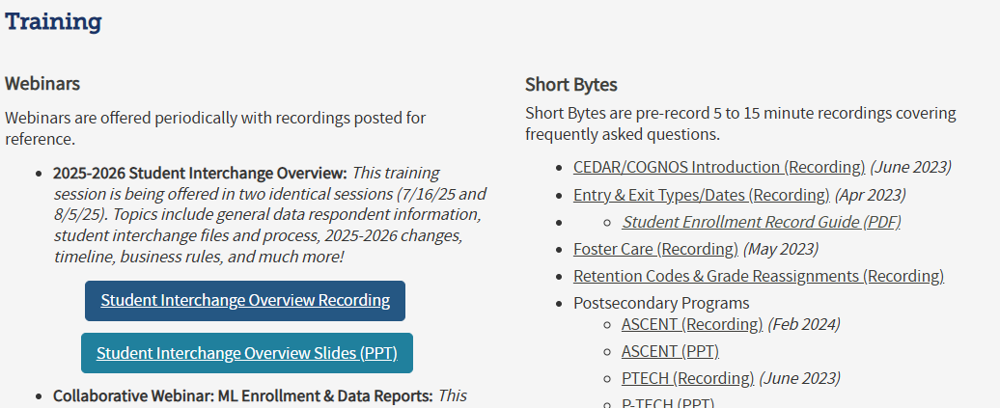 Training
Webinars
Webinars are offered periodically with recordings posted for
reference.
• 2025-2026 Student Interchange Overview: This training
session is being offered in two identical sessions (7/16/25 and
8/5/25). Topics include general data respondent information,
student interchange files and process, 2025-2026 changes,
timeline, business rules, and much more!
Student Interchange Overview Recording
Student Interchange Overview Slides (PPT)
• Collaborative Webinar: ML Enrollment & Data Reports: This
Short Bytes
Short Bytes are pre-record 5 to 15 minute recordings covering
frequently asked questions.
• CEDAR/COGNOS Introduction (Recording) (June 2023)
• Entry & Exit Types/Dates (Recording) (Apr 2023)
• ◦ Student Enrollment Record Guide (PDF)
• Foster Care (Recording) (May 2023)
• Retention Codes & Grade Reassignments (Recording)
• Postsecondary Programs
◦ ASCENT (Recording) (Feb 2024)
◦ ASCENT (PPT)
◦ PTECH (Recording) (June 2023)
◦ P-TECH (PPT)